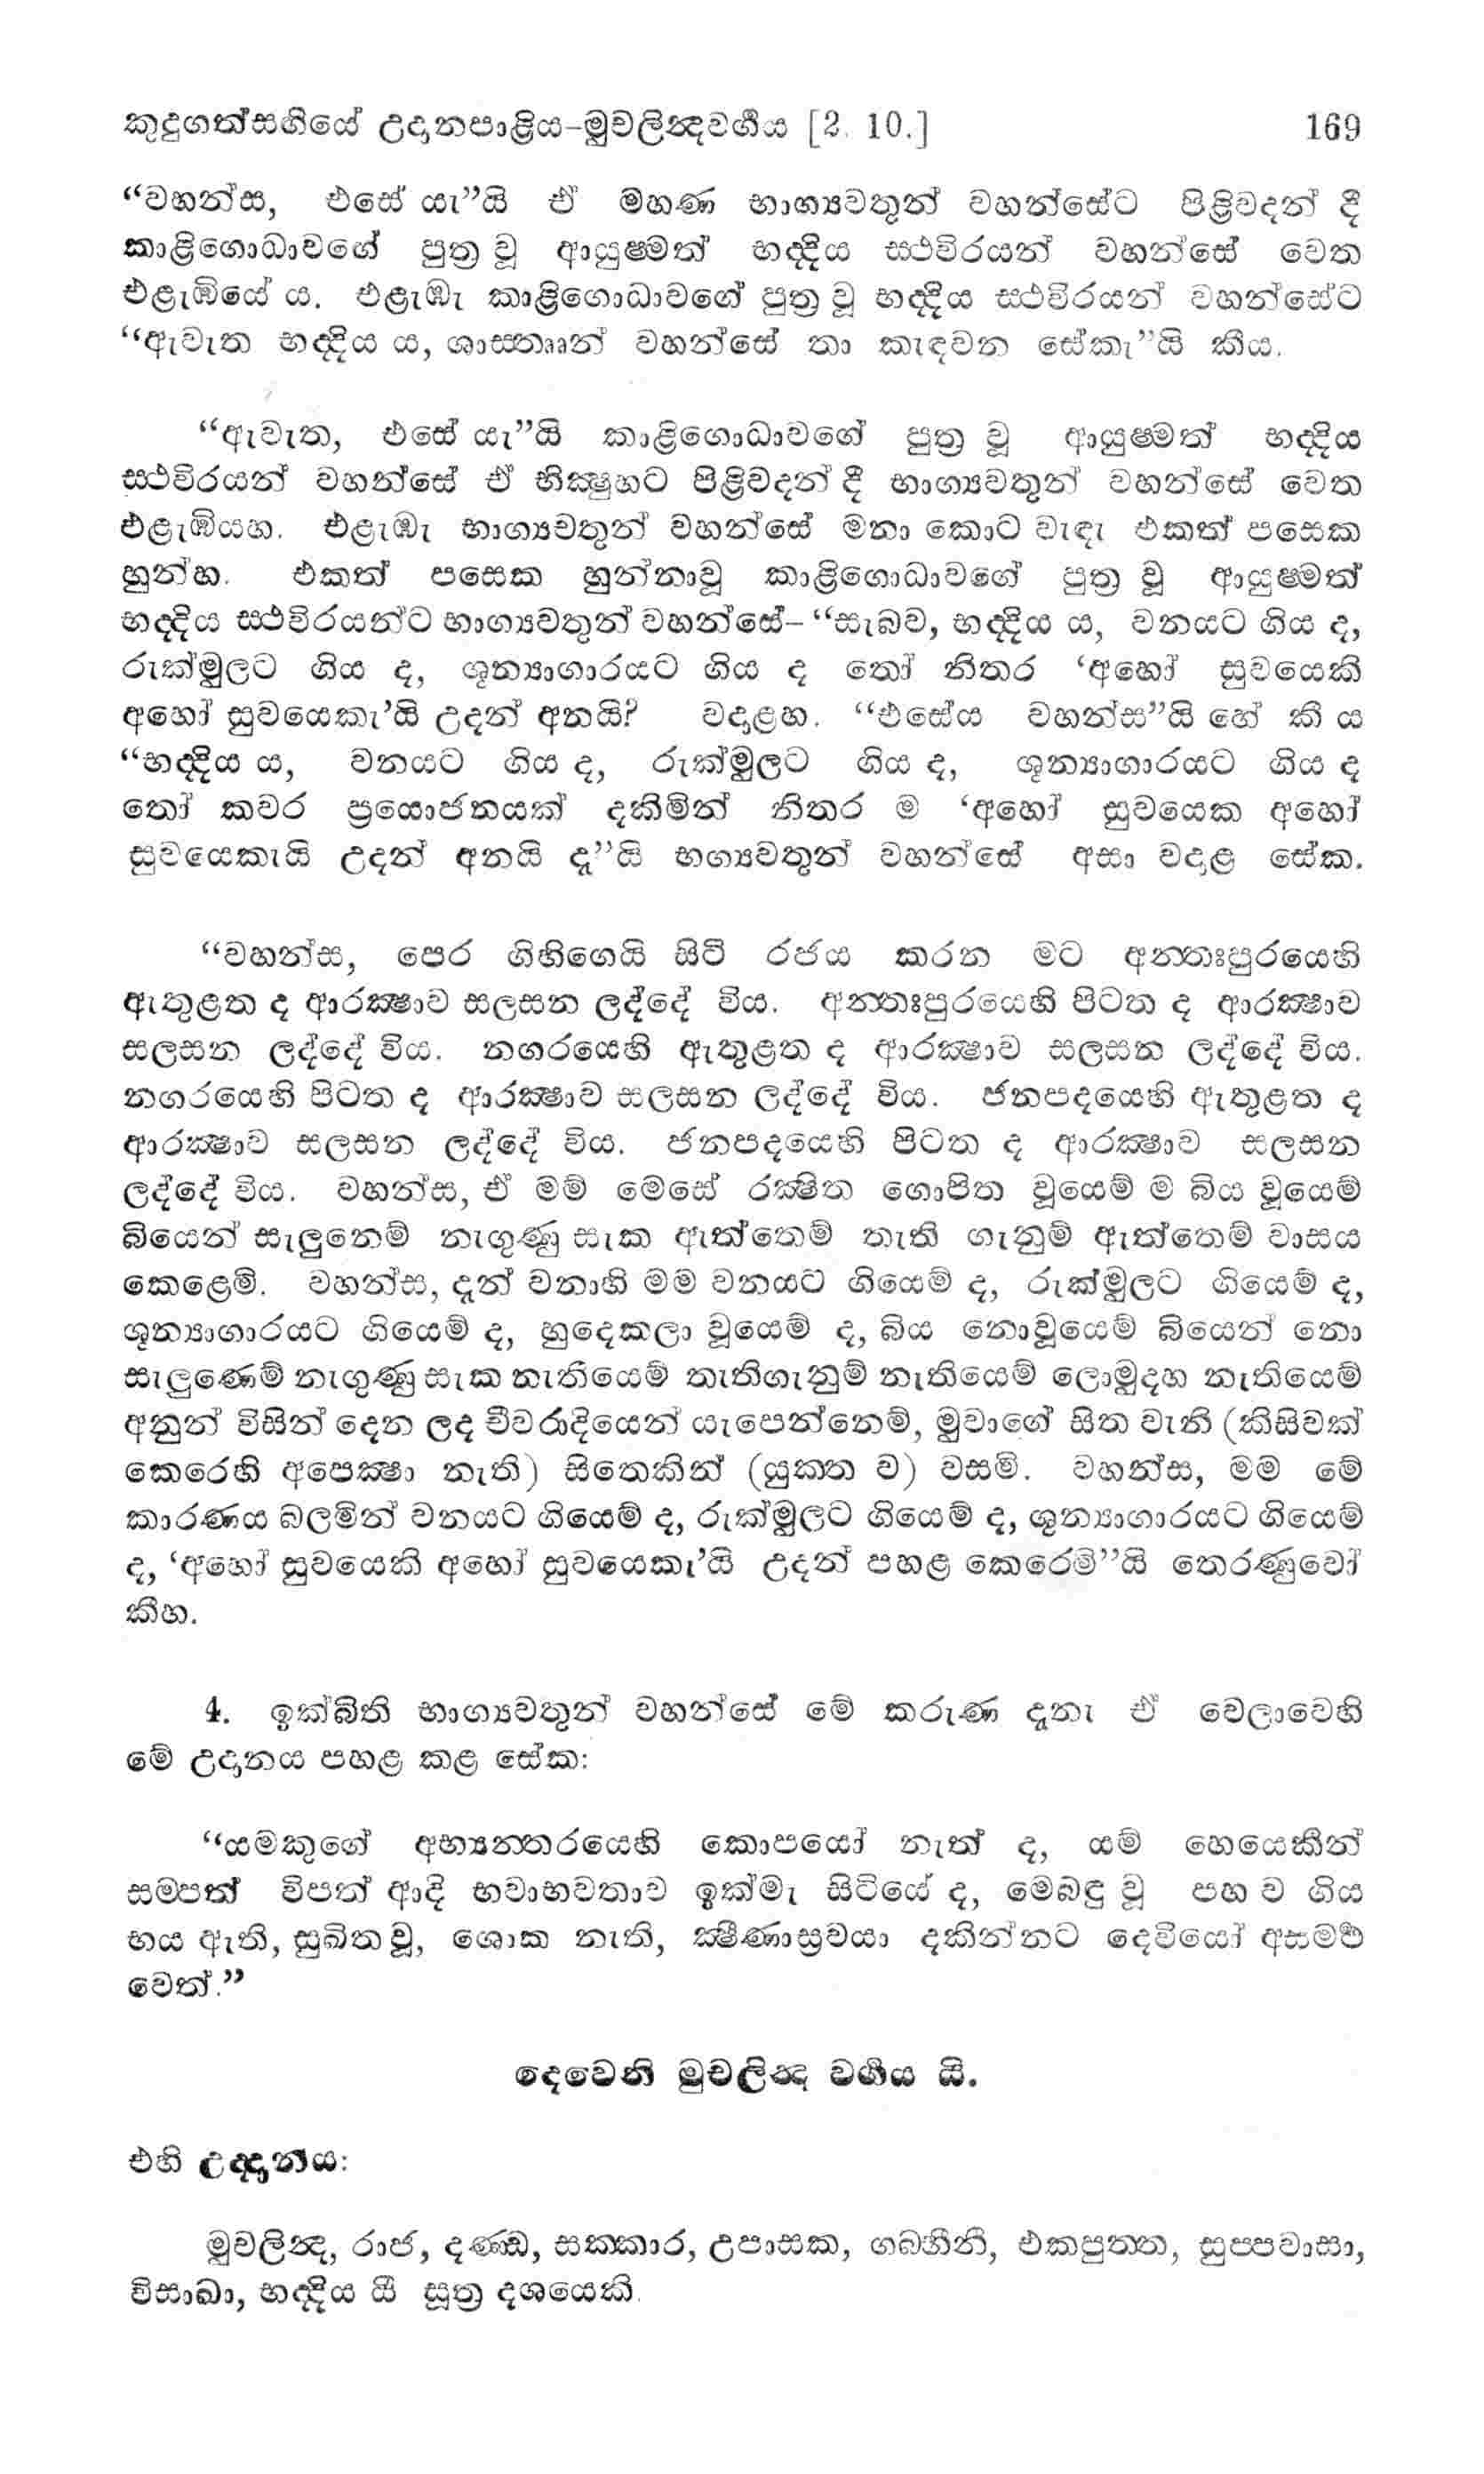 කුදුගත්සඟියේ උදානපාළිය-මුචලින්‍දවර්‍ගය [2. 10.] 169
“වහන්ස, එසේ යැ”යි ඒ මහණ භාග්‍යවතුන් වහන්සේට පිළිවදන් දී
කාළිගොධාවගේ පුත්‍ර වූ ආයුෂ්මත් භද්‍දිය ස්ථවිරයන් වහන්සේ වෙත
එළැඹියේ ය. එළැඹැ කාළිගොධාවගේ පුත්‍ර වූ භද්‍දිය ස්ථවිරයන් වහන්සේට
“ඇවැත භද්‍දිය ය, ශාස්තෲන් වහන්සේ තා කැඳවන සේකැ”යි කීය.
“ඇවැත, එසේ යැ”යි කාළිගොධාවගේ පුත්‍ර වූ ආයුෂ්මත් භද්‍දිය
ස්ථවිරයන් වහන්සේ ඒ භික්‍ෂුහට පිළිවදන් දී භාග්‍යවතුන් වහන්සේ වෙත
එළැඹියහ. එළැඹැ භාග්‍යවතුන් වහන්සේ මනා කොට වැඳැ එකත් පසෙක
හුන්හ. එකත් පසෙක හුන්නාවූ කාළිගොධාවගේ පුත්‍ර වූ ආයුෂ්මත්
භද්‍දිය ස්ථවිරයන්ට භාග්‍යවතුන් වහන්සේ- “සැබව, භද්‍දිය ය, වනයට ගිය ද,
රුක්මුලට ගිය ද, ශූන්‍යාගාරයට ගිය ද තෝ නිතර ‘අහෝ සුවයෙකි
අහෝ සුවයෙකැ’යි උදන් අනයි? වදාළහ. “එසේය වහන්ස”යි හේ කී ය
“භද්‍දිය ය, වනයට ගිය ද, රුක්මුලට ගිය ද, ශූන්‍යාගාරයට ගිය ද
තෝ කවර ප්‍රයොජනයක් දකිමින් නිතර ම ‘අහෝ සුවයෙක අහෝ
සුවයෙකැයි උදන් අනයි දැ”යි භග්‍යවතුන් වහන්සේ අසා වදාළ සේක.
“වහන්ස, පෙර ගිහිගෙයි සිටි රජය කරන මට අන්තඃපුරයෙහි
ඇතුළත ද ආරක්‍ෂාව සලසන ලද්දේ විය. අන්තඃපුරයෙහි පිටත ද ආරක්‍ෂාව
සලසන ලද්දේ විය. නගරයෙහි ඇතුළත ද ආරක්‍ෂාව සලසන ලද්දේ විය.
නගරයෙහි පිටත ද ආරක්‍ෂාව සලසන ලද්දේ විය. ජනපදයෙහි ඇතුළත ද
ආරක්‍ෂාව සලසන ලද්දේ විය. ජනපදයෙහි පිටත ද ආරක්‍ෂාව සලසන
ලද්දේ විය. වහන්ස, ඒ මම් මෙසේ රක්‍ෂිත ගොපිත වූයෙම් ම බිය වූයෙම්
බියෙන් සැලුනෙම් නැගුණු සැක ඇත්තෙම් තැති ගැනුම් ඇත්තෙම් වාසය
කෙළෙමි. වහන්ස, දැන් වනාහි මම වනයට ගියෙම් ද, රුක්මුලට ගියෙම් ද,
ශූන්‍යාගාරයට ගියෙම් ද, හුදෙකලා වූයෙම් ද, බිය නොවූයෙම් බියෙන් නො
සැලුණෙම් නැගුණු සැක නැතියෙම් තැතිගැනුම් නැතියෙම් ලොමුදහ නැතියෙම්
අනුන් විසින් දෙන ලද චීවරාදියෙන් යැපෙන්නෙම්, මුවාගේ සිත වැනි (කිසිවක්
කෙරෙහි අපෙක්‍ෂා නැති) සිතෙකින් (යුක්ත ව) වසමි. වහන්ස, මම මේ
කාරණය බලමින් වනයට ගියෙම් ද, රුක්මුලට ගියෙම් ද, ශූන්‍යාගාරයට ගියෙම්
ද, ‘අහෝ සුවයෙකි අහෝ සුවයෙකැ’යි උදන් පහළ කෙරෙමි”යි තෙරණුවෝ
කීහ.
4. ඉක්බිති භාග්‍යවතුන් වහන්සේ මේ කරුණ දැනැ ඒ වෙලාවෙහි
මේ උදානය පහළ කළ සේක:
“යමකුගේ අභ්‍යන්තරයෙහි කොපයෝ නැත් ද, යම් හෙයෙකින්
සම්පත් විපත් ආදි භවාභවතාව ඉක්මැ සිටියේ ද, මෙබඳු වූ පහ ව ගිය
භය ඇති, සුඛිත වූ, ශොක නැති, ක්‍ෂීණාස්‍රවයා දකින්නට දෙවියෝ අසමර්‍ථ
වෙත්.”
දෙවෙනි මුචලින්‍ද වර්‍ගය යි.
එහි උද්‍දානය:
මුචලින්‍ද, රාජ, දණ්ඩ, සක්කාර, උපාසක, ගබ්භිනී, එකපුත්ත, සුප්පවාසා,
විසාඛා, භද්‍දිය යි සූත්‍ර දශයෙකි.